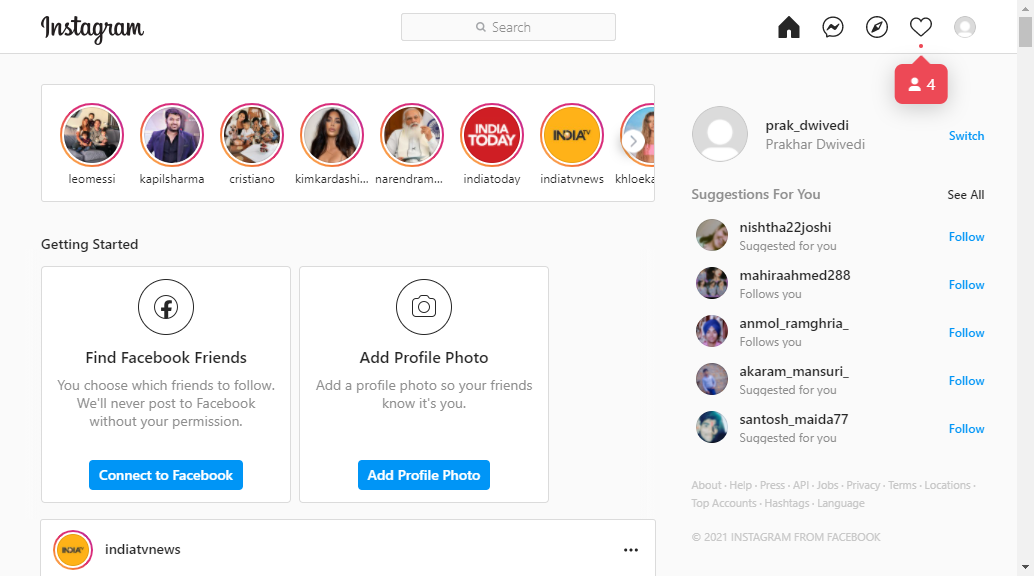 Instagram
Search
4
leomessi
kapilsharma
cristiano
kimkardashi...
narendram...
INDIA
TODAY
indiatoday
INDIA TV
indiatvnews
khloeka
prak_dwivedi
Prakhar Dwivedi
Switch
Suggestions For You
See All
nishtha22joshi
Suggested for you
Follow
mahiraahmed288
Follows you
Follow
anmol_ramghria_
Follows you
Follow
akaram_mansuri_
Suggested for you
Follow
santosh_maida77
Suggested for you
Follow
Getting Started
Find Facebook Friends
You choose which friends to follow.
We'll never post to Facebook
without your permission.
Connect to Facebook
Add Profile Photo
Add a profile photo so your friends
know it's you.
Add Profile Photo
INDIA TV
indiatvnews
About · Help · Press · API · Jobs · Privacy · Terms · Locations ·
Top Accounts · Hashtags · Language
© 2021 INSTAGRAM FROM FACEBOOK